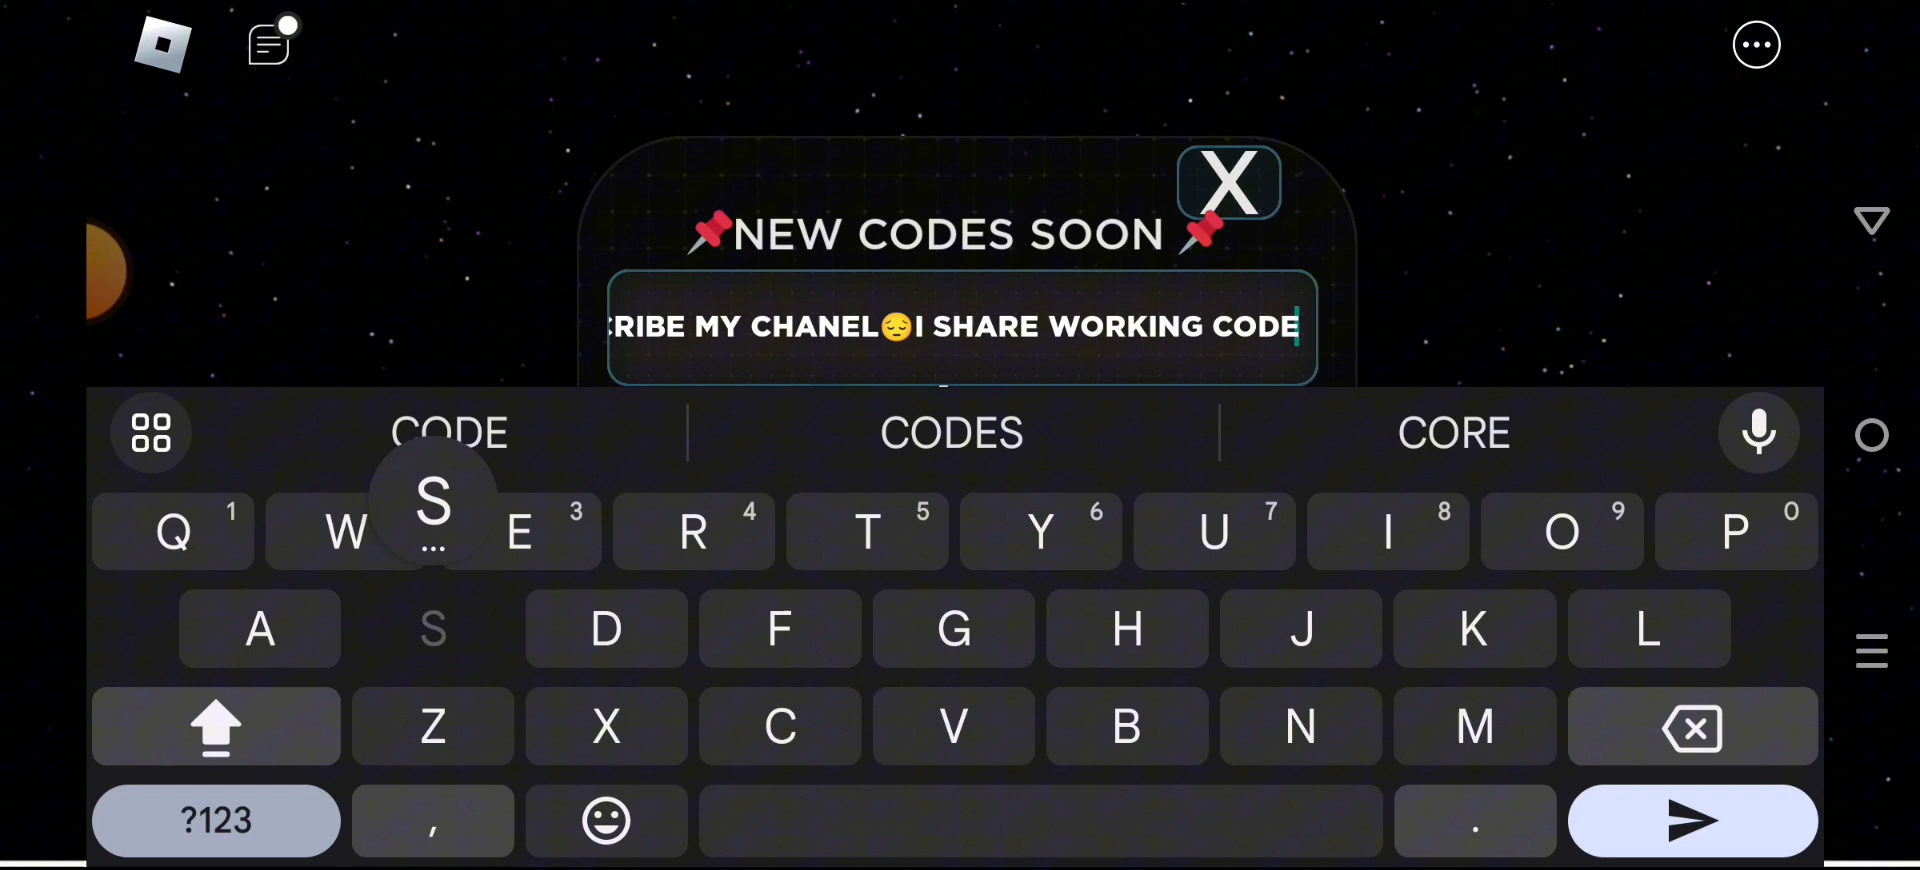 X
📌NEW CODES SOON 📌
CRIBE MY CHANEL😔I SHARE WORKING CODE
CODE CODES CORE
S
Q 1 W E 3 R 4 T 5 Y 6 U 7 I 8 O 9 P 0
A S D F G H J K L
Z X C V B N M
?123 , .